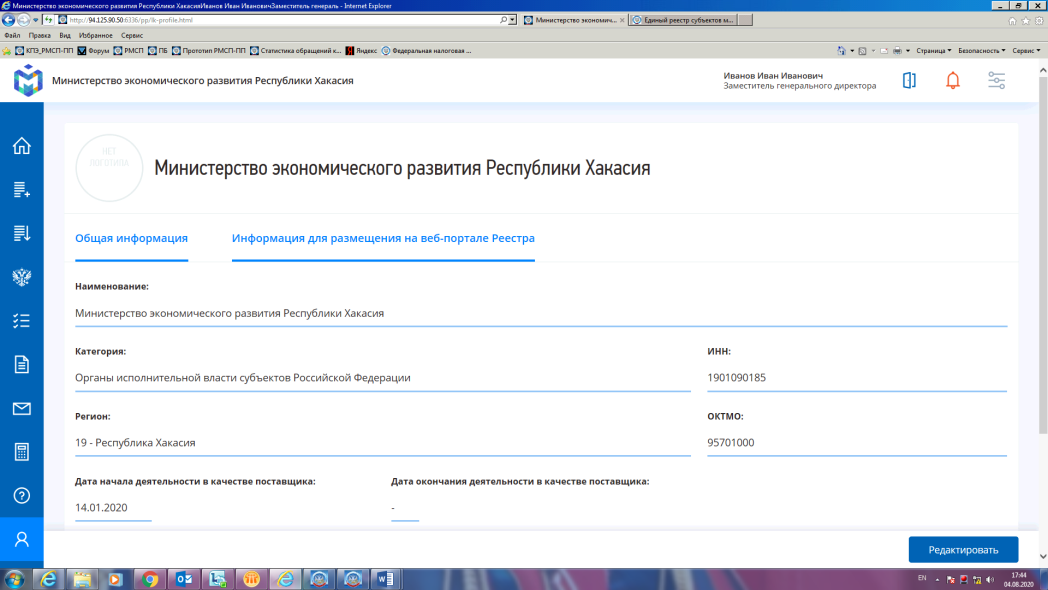 Министерство экономического развития Республики ХакасияИванов Иван ИвановичЗаместитель генераль - Internet Explorer
http://94.125.90.50:6336/pp/lk-profile.html
Министерство экономич...
Единый реестр субъектов м...
Файл Правка Вид Избранное Сервис
КПЭ_РМСП-ПП Форум РМСП ПБ Прототип РМСП-ПП Статистика обращений к... Яндекс Федеральная налоговая ...
Страница Безопасность Сервис
Министерство экономического развития Республики Хакасия
Иванов Иван Иванович
Заместитель генерального директора
НЕТ
ЛОГОТИПА
Министерство экономического развития Республики Хакасия
Общая информация Информация для размещения на веб-портале Реестра
Наименование:
Министерство экономического развития Республики Хакасия
Категория: ИНН:
Органы исполнительной власти субъектов Российской Федерации 1901090185
Регион: ОКТМО:
19 - Республика Хакасия 95701000
Дата начала деятельности в качестве поставщика: Дата окончания деятельности в качестве поставщика:
14.01.2020 -
Редактировать
EN 17:44
04.08.2020